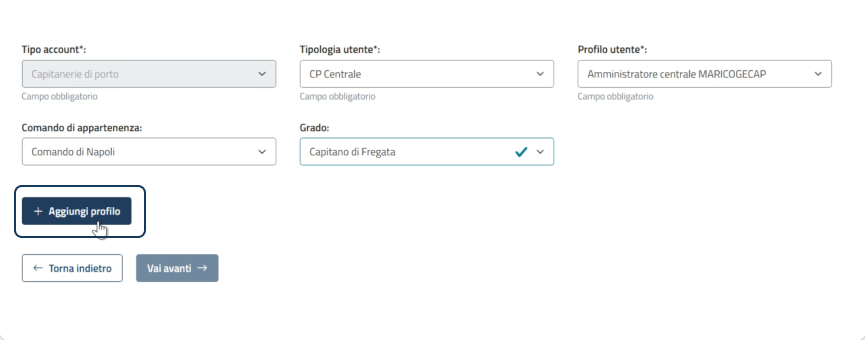 Tipo account*:
Tipologia utente*:
Profilo utente*:
Capitanerie di porto
CP Centrale
Amministratore centrale MARICOGECAP
Campo obbligatorio
Campo obbligatorio
Campo obbligatorio
Comando di appartenenza:
Grado:
Comando di Napoli
Capitano di Fregata
+ Aggiungi profilo
← Torna indietro
Vai avanti →